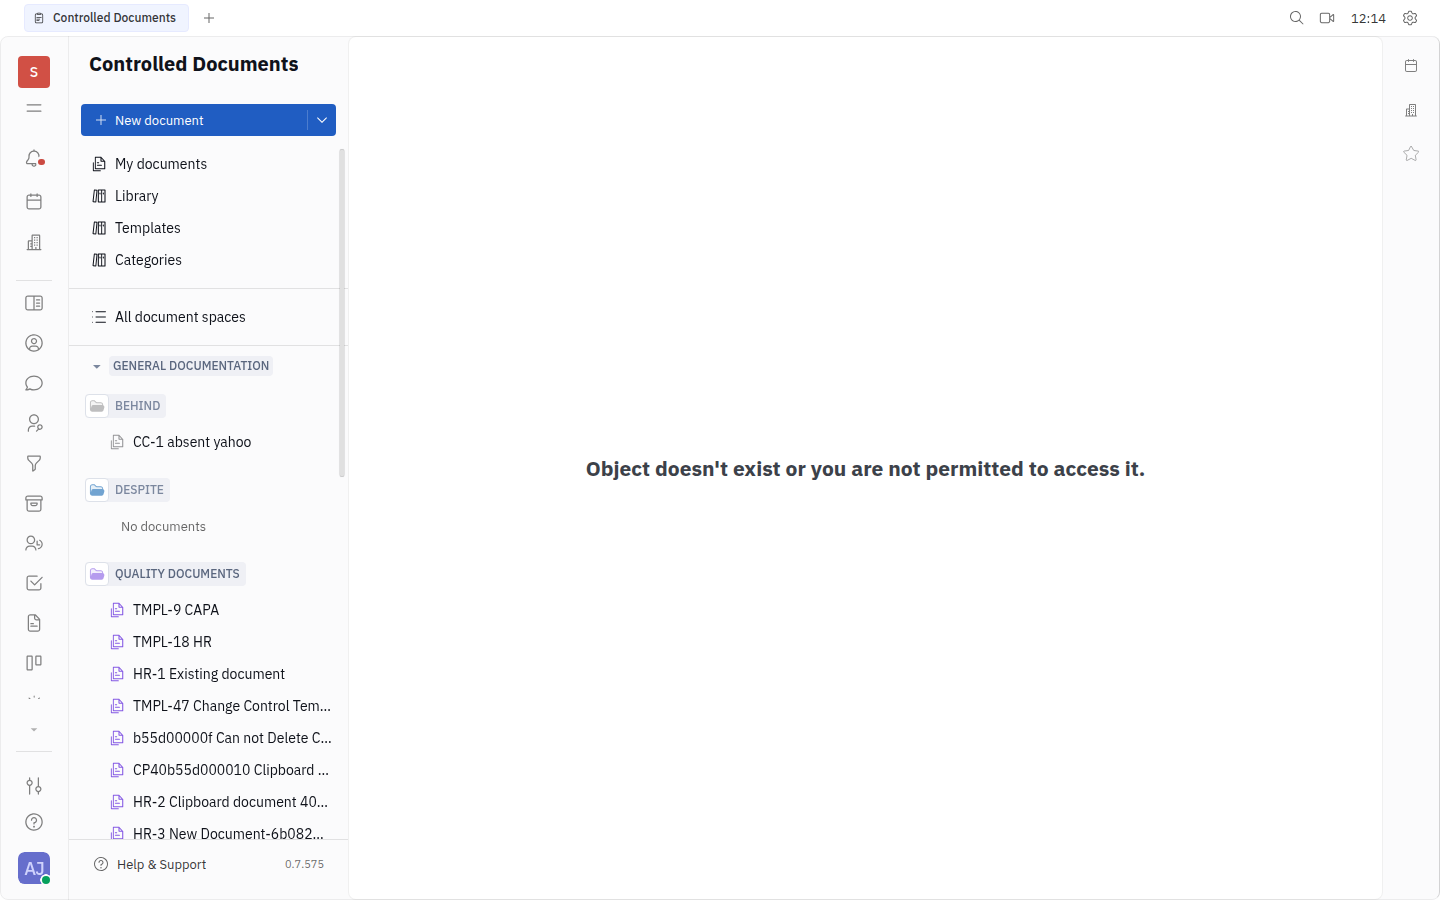 Controlled Documents
12:14
S
Controlled Documents
New document
My documents
Library
Templates
Categories
All document spaces
GENERAL DOCUMENTATION
BEHIND
CC-1 absent yahoo
DESPITE
No documents
QUALITY DOCUMENTS
TMPL-9 CAPA
TMPL-18 HR
HR-1 Existing document
TMPL-47 Change Control Tem...
b55d00000f Can not Delete C...
CP40b55d000010 Clipboard ...
HR-2 Clipboard document 40...
HR-3 New Document-6b082...
Help & Support
0.7.575
AJ
Object doesn't exist or you are not permitted to access it.